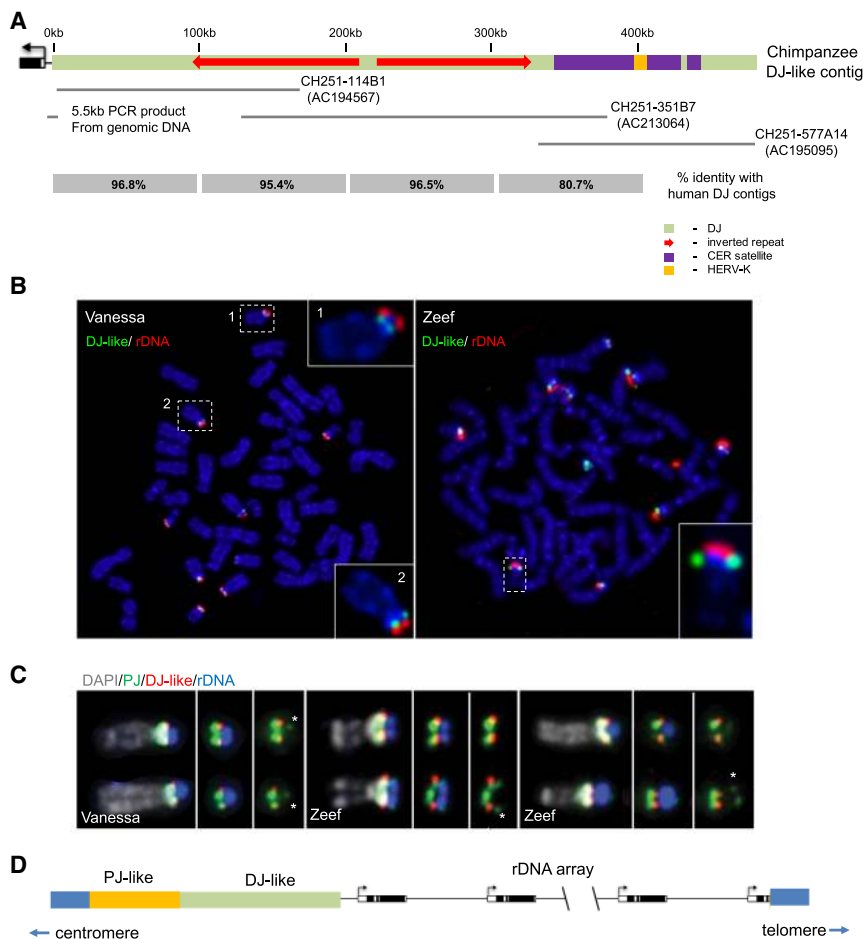 A
0kb 100kb 200kb 300kb 400kb
Chimpanzee
DJ-like contig
CH251-114B1
(AC194567)
5.5kb PCR product
From genomic DNA
CH251-351B7
(AC213064)
CH251-577A14
(AC195095)
96.8% 95.4% 96.5% 80.7%
% identity with
human DJ contigs
- DJ
- inverted repeat
- CER satellite
- HERV-K
B
Vanessa
DJ-like/ rDNA
1
1
2
2
Zeef
DJ-like/ rDNA
C
DAPI/PJ/DJ-like/rDNA
*
*
Vanessa
*
Zeef
*
Zeef
D
PJ-like DJ-like rDNA array
centromere telomere